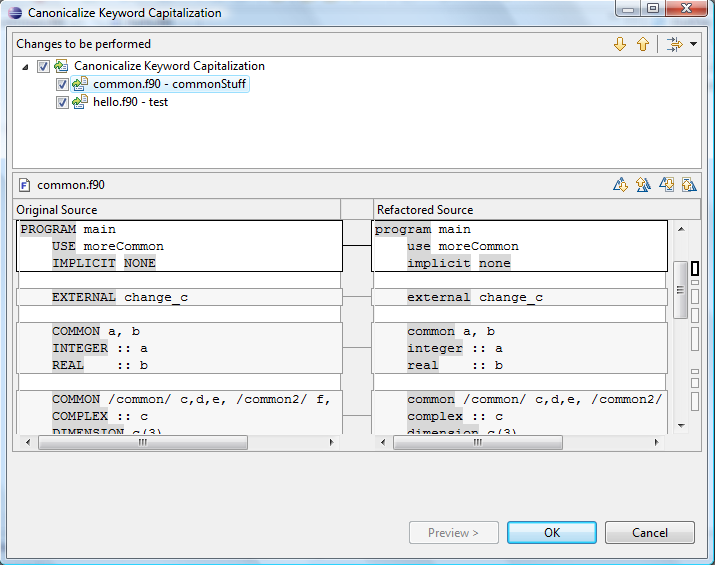 Canonicalize Keyword Capitalization
Changes to be performed
Canonicalize Keyword Capitalization
common.f90 - commonStuff
hello.f90 - test
common.f90
Original Source
PROGRAM main
USE moreCommon
IMPLICIT NONE
EXTERNAL change_c
COMMON a, b
INTEGER :: a
REAL    :: b
COMMON /common/ c,d,e, /common2/ f,
COMPLEX :: c
DIMENSION c(3)
Refactored Source
program main
use moreCommon
implicit none
external change_c
common a, b
integer :: a
real    :: b
common /common/ c,d,e, /common2/
complex :: c
dimension c(3)
Preview >
OK
Cancel